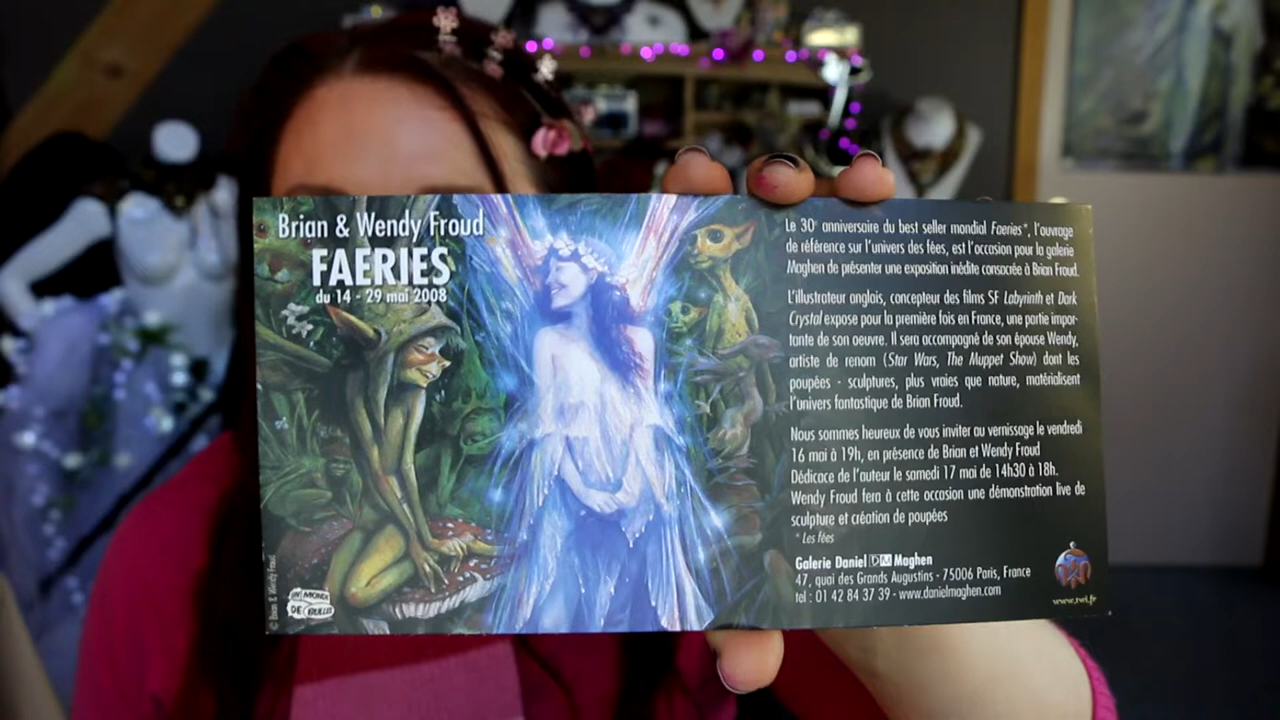 Brian & Wendy Froud
FAERIES
du 14 - 29 mai 2008
Le 30e anniversaire du best seller mondial Faeries*, l'ouvrage
de référence sur l'univers des fées, est l'occasion pour la galerie
Maghen de présenter une exposition inédite consacrée à Brian Froud.
L'illustrateur anglais, concepteur des films SF Labyrinth et Dark
Crystal expose pour la première fois en France, une partie impor-
tante de son oeuvre. Il sera accompagné de son épouse Wendy,
artiste de renom (Star Wars, The Muppet Show) dont les
poupées - sculptures, plus vraies que nature, matérialisent
l'univers fantastique de Brian Froud.
Nous sommes heureux de vous inviter au vernissage le vendredi
16 mai à 19h, en présence de Brian et Wendy Froud
Dédicace de l'auteur le samedi 17 mai de 14h30 à 18h.
Wendy Froud fera à cette occasion une démonstration live de
sculpture et création de poupées
* Les fées
Galerie Daniel DM Maghen
47, quai des Grands Augustins - 75006 Paris, France
tel : 01 42 84 37 39 - www.danielmaghen.com
© Brian & Wendy Froud
UN MONDE
DE BULLES